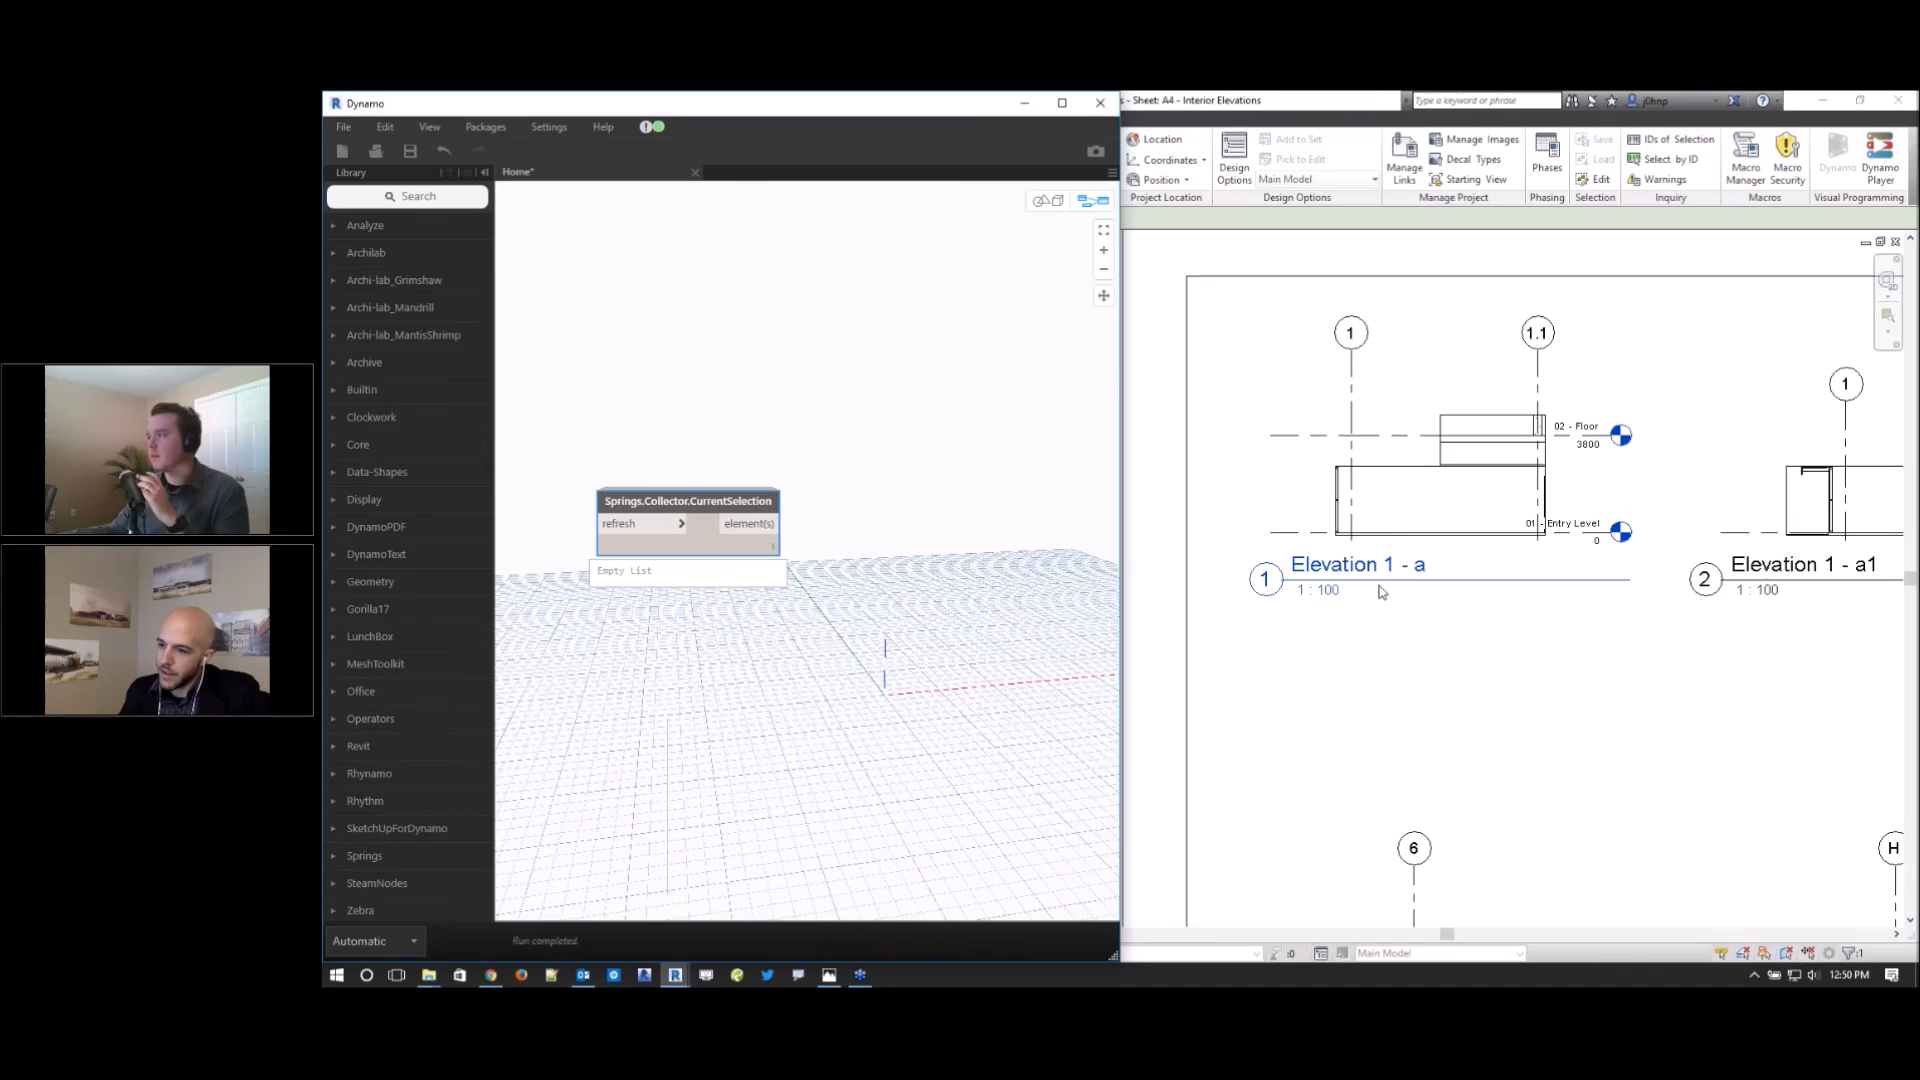 Dynamo
File Edit View Packages Settings Help
Library
Home*
Search
Analyze
Archilab
Archi-lab_Grimshaw
Archi-lab_Mandrill
Archi-lab_MantisShrimp
Archive
BuiltIn
Clockwork
Core
Data-Shapes
Display
DynamoPDF
DynamoText
Geometry
Gorilla17
LunchBox
MeshToolkit
Office
Operators
Revit
Rhynamo
Rhythm
SketchUpForDynamo
Springs
SteamNodes
Zebra
Automatic
Run completed.
Springs.Collector.CurrentSelection
refresh > element(s)
Empty List
s - Sheet: A4 - Interior Elevations
Type a keyword or phrase
j0hnp
Location
Coordinates
Position
Project Location
Design Options
Add to Set
Pick to Edit
Main Model
Design Options
Manage Links
Manage Images
Decal Types
Starting View
Manage Project
Phases
Phasing
Save
Load
Edit
Selection
IDs of Selection
Select by ID
Warnings
Inquiry
Macro Manager
Macro Security
Macros
Dynamo
Dynamo Player
Visual Programming
2D
1
1.1
1
02 - Floor
3800
01 - Entry Level
0
1
Elevation 1 - a
1 : 100
2
Elevation 1 - a1
1 : 100
6
H
:0
Main Model
:1
12:50 PM